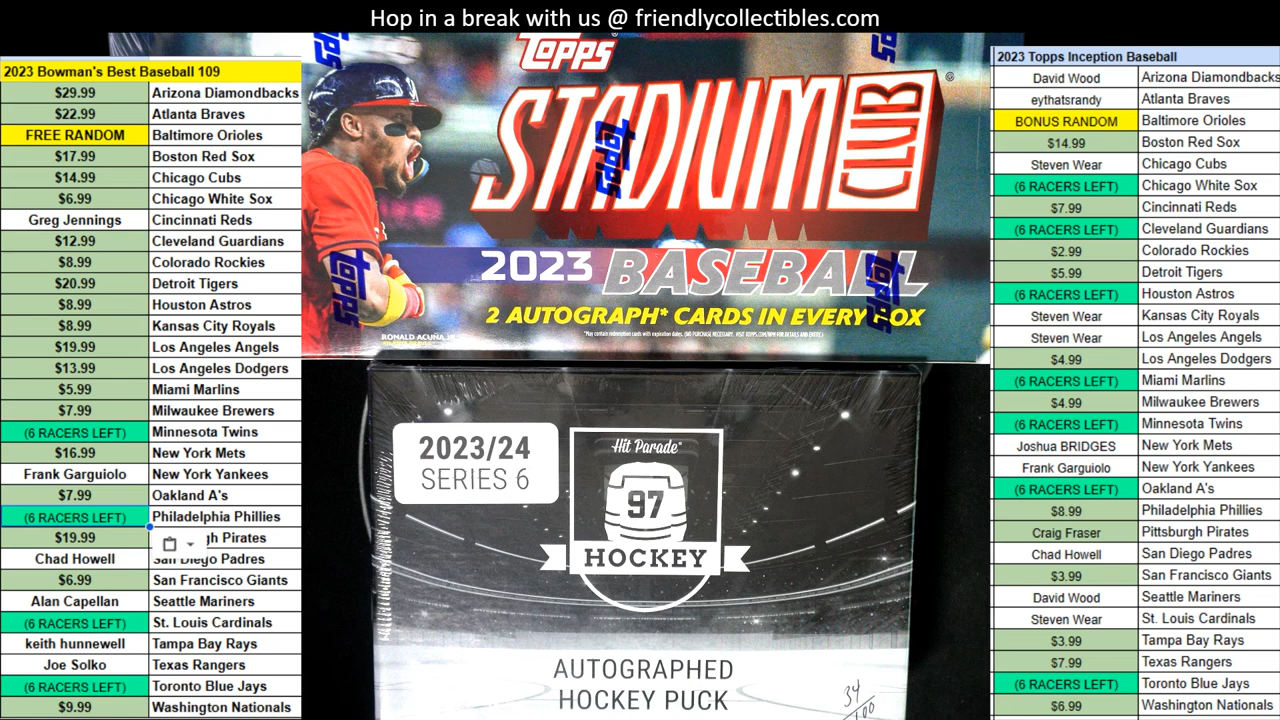 Hop in a break with us @ friendlycollectibles.com
2023 Bowman's Best Baseball 109
$29.99 Arizona Diamondbacks
$22.99 Atlanta Braves
FREE RANDOM Baltimore Orioles
$17.99 Boston Red Sox
$14.99 Chicago Cubs
$6.99 Chicago White Sox
Greg Jennings Cincinnati Reds
$12.99 Cleveland Guardians
$8.99 Colorado Rockies
$20.99 Detroit Tigers
$8.99 Houston Astros
$8.99 Kansas City Royals
$19.99 Los Angeles Angels
$13.99 Los Angeles Dodgers
$5.99 Miami Marlins
$7.99 Milwaukee Brewers
(6 RACERS LEFT) Minnesota Twins
$16.99 New York Mets
Frank Garguiolo New York Yankees
$7.99 Oakland A's
(6 RACERS LEFT) Philadelphia Phillies
$19.99 gh Pirates
Chad Howell San Diego Padres
$6.99 San Francisco Giants
Alan Capellan Seattle Mariners
(6 RACERS LEFT) St. Louis Cardinals
keith hunnewell Tampa Bay Rays
Joe Solko Texas Rangers
(6 RACERS LEFT) Toronto Blue Jays
$9.99 Washington Nationals
Topps
STADIUM CLUB
2023 BASEBALL
2 AUTOGRAPH* CARDS IN EVERY BOX
RONALD ACUÑA JR.
Topps
Topps
Topps
Topps
Topps
2023/24
SERIES 6
Hit Parade
97
HOCKEY
AUTOGRAPHED
HOCKEY PUCK
34/100
2023 Topps Inception Baseball
David Wood Arizona Diamondbacks
eythatsrandy Atlanta Braves
BONUS RANDOM Baltimore Orioles
$14.99 Boston Red Sox
Steven Wear Chicago Cubs
(6 RACERS LEFT) Chicago White Sox
$7.99 Cincinnati Reds
(6 RACERS LEFT) Cleveland Guardians
$2.99 Colorado Rockies
$5.99 Detroit Tigers
(6 RACERS LEFT) Houston Astros
Steven Wear Kansas City Royals
Steven Wear Los Angeles Angels
$4.99 Los Angeles Dodgers
(6 RACERS LEFT) Miami Marlins
$4.99 Milwaukee Brewers
(6 RACERS LEFT) Minnesota Twins
Joshua BRIDGES New York Mets
Frank Garguiolo New York Yankees
(6 RACERS LEFT) Oakland A's
$8.99 Philadelphia Phillies
Craig Fraser Pittsburgh Pirates
Chad Howell San Diego Padres
$3.99 San Francisco Giants
David Wood Seattle Mariners
Steven Wear St. Louis Cardinals
$3.99 Tampa Bay Rays
$7.99 Texas Rangers
(6 RACERS LEFT) Toronto Blue Jays
$6.99 Washington Nationals